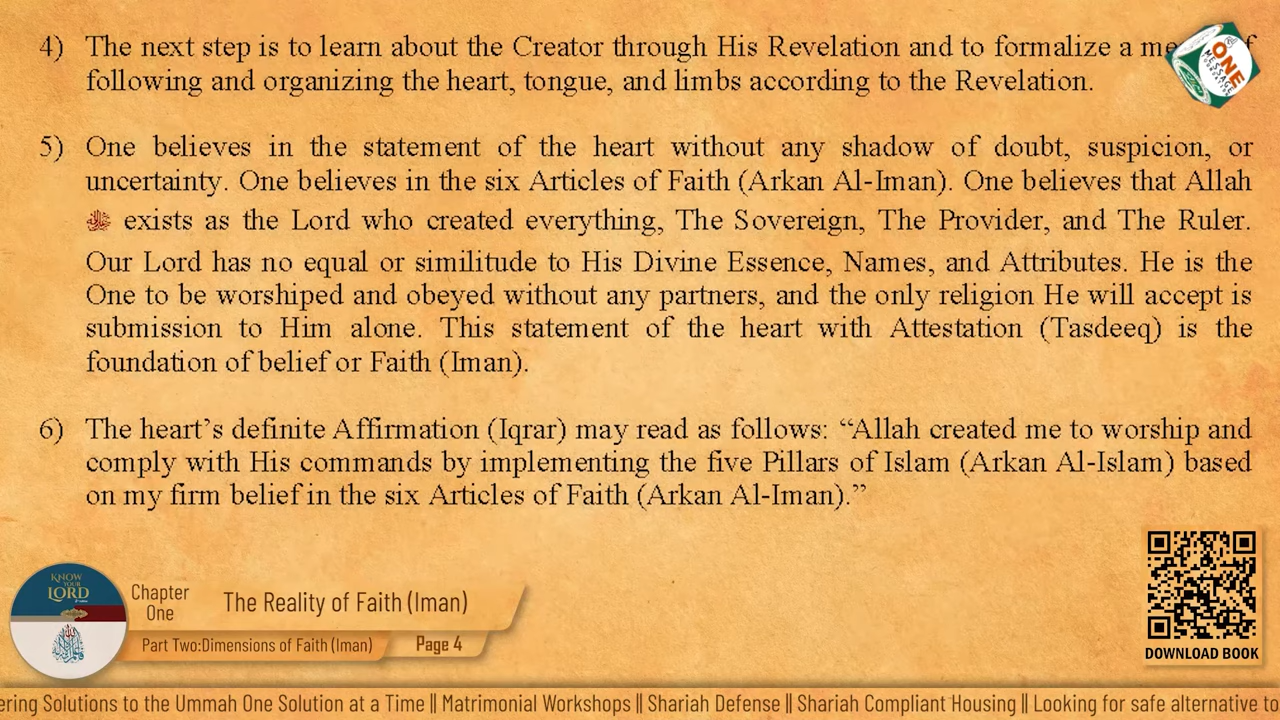 4) The next step is to learn about the Creator through His Revelation and to formalize a
following and organizing the heart, tongue, and limbs according to the Revelation.
5) One believes in the statement of the heart without any shadow of doubt, suspicion, or
uncertainty. One believes in the six Articles of Faith (Arkan Al-Iman). One believes that Allah
ﷻ exists as the Lord who created everything, The Sovereign, The Provider, and The Ruler.
Our Lord has no equal or similitude to His Divine Essence, Names, and Attributes. He is the
One to be worshiped and obeyed without any partners, and the only religion He will accept is
submission to Him alone. This statement of the heart with Attestation (Tasdeeq) is the
foundation of belief or Faith (Iman).
6) The heart’s definite Affirmation (Iqrar) may read as follows: “Allah created me to worship and
comply with His commands by implementing the five Pillars of Islam (Arkan Al-Islam) based
on my firm belief in the six Articles of Faith (Arkan Al-Iman).”
ONE
MESSAGE
KNOW
YOUR
LORD
Chapter
One
The Reality of Faith (Iman)
Part Two:Dimensions of Faith (Iman)
Page 4
DOWNLOAD BOOK
ering Solutions to the Ummah One Solution at a Time || Matrimonial Workshops || Shariah Defense || Shariah Compliant Housing || Looking for safe alternative to